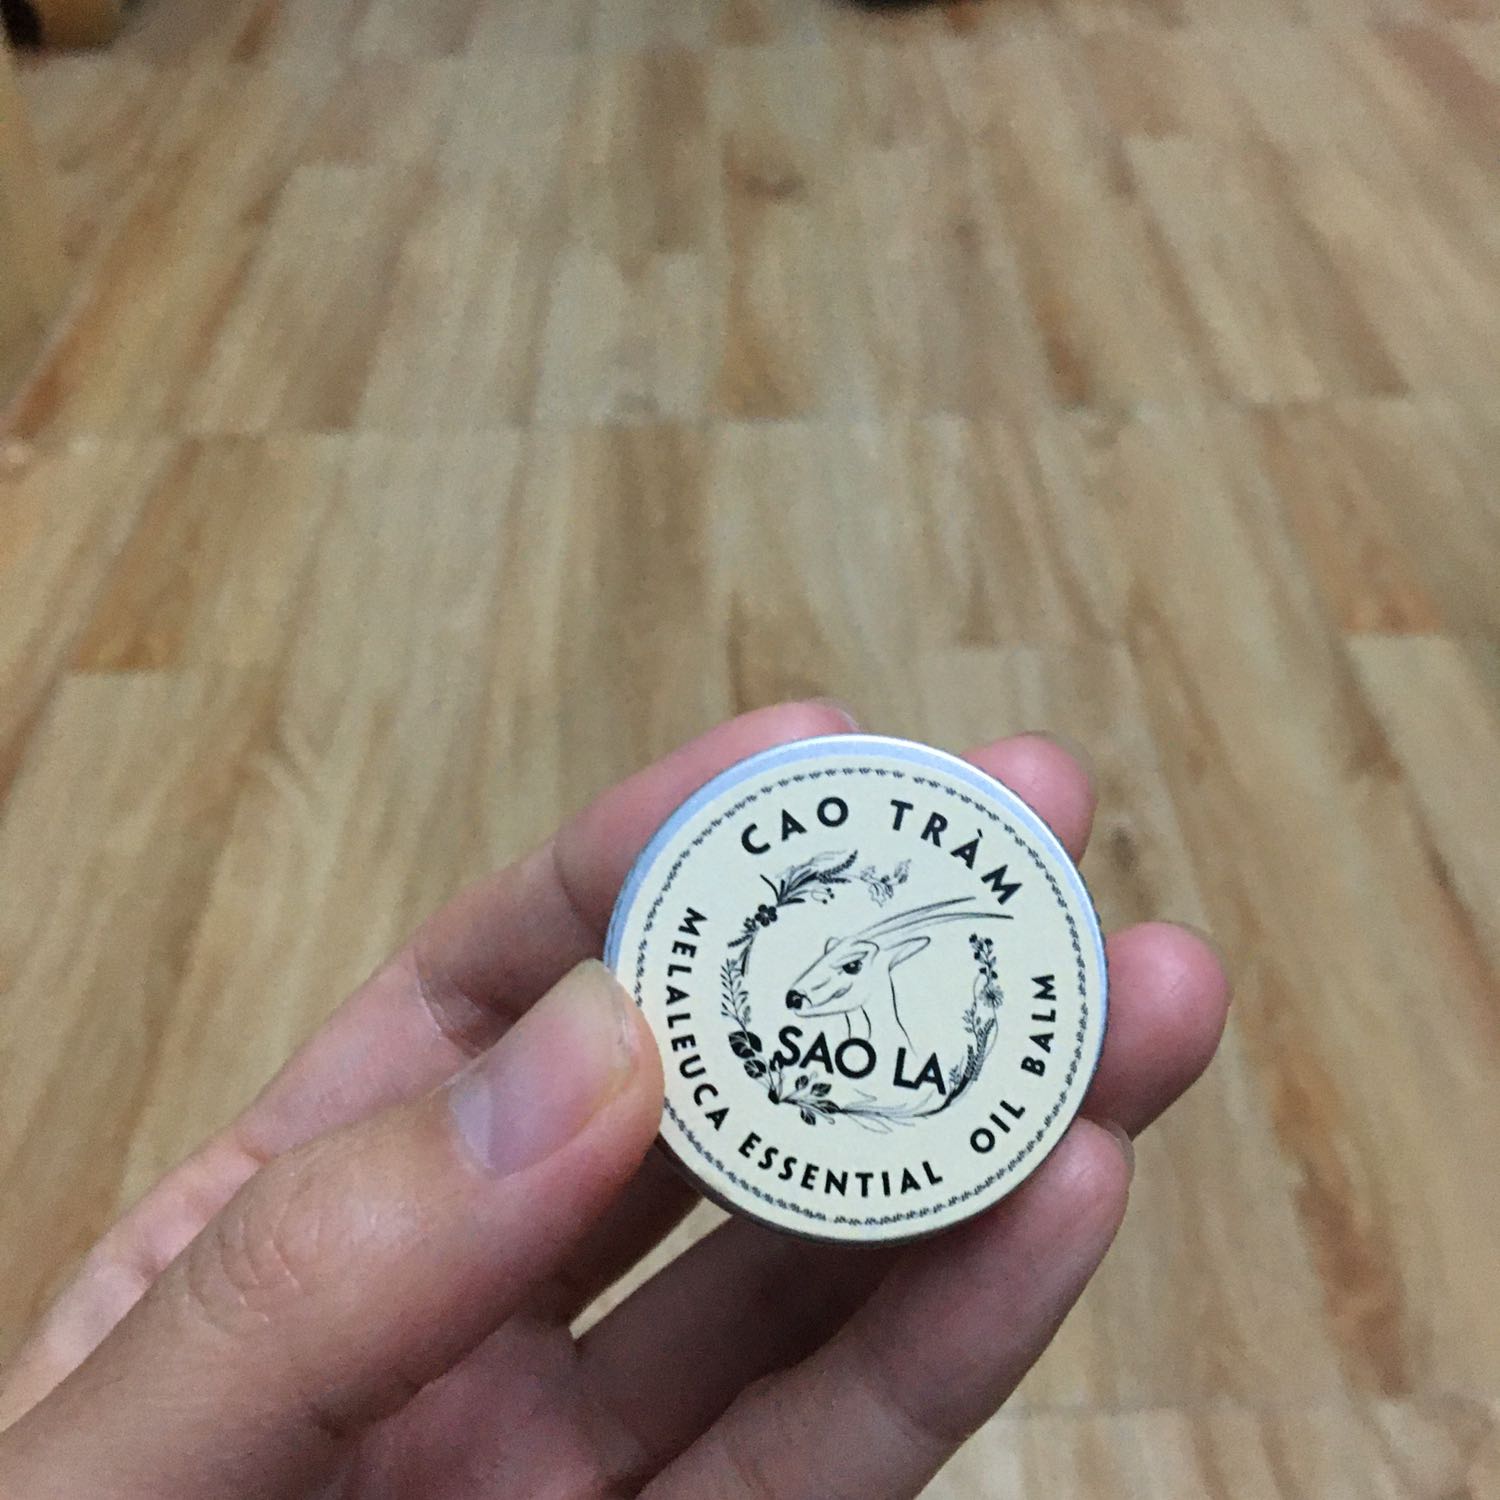 CAO TRÀM
SAO LA
MELALEUCA ESSENTIAL OIL BALM